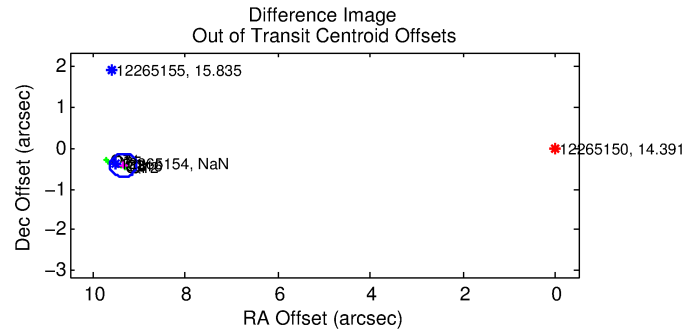 Difference Image
Out of Transit Centroid Offsets
Dec Offset (arcsec)
2
1
0
−1
−2
−3
12265155, 15.835
12265150, 14.391
NaN
10
8
6
4
2
0
RA Offset (arcsec)